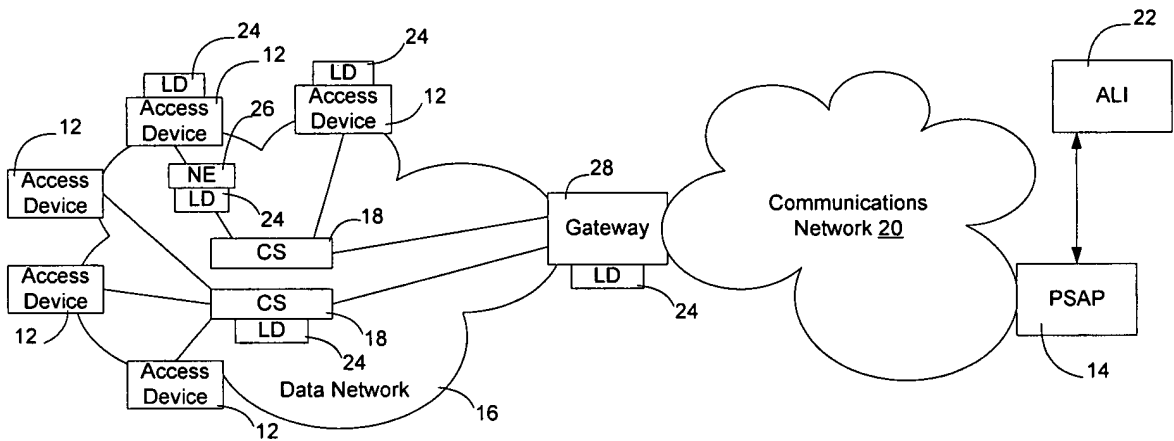 24
LD
12
Access
Device
26
NE
LD
24
24
LD
Access
Device
12
12
Access
Device
Access
Device
12
Access
Device
12
18
CS
CS
18
LD
24
Data Network
16
28
Gateway
LD
24
Communications
Network 20
22
ALI
PSAP
14